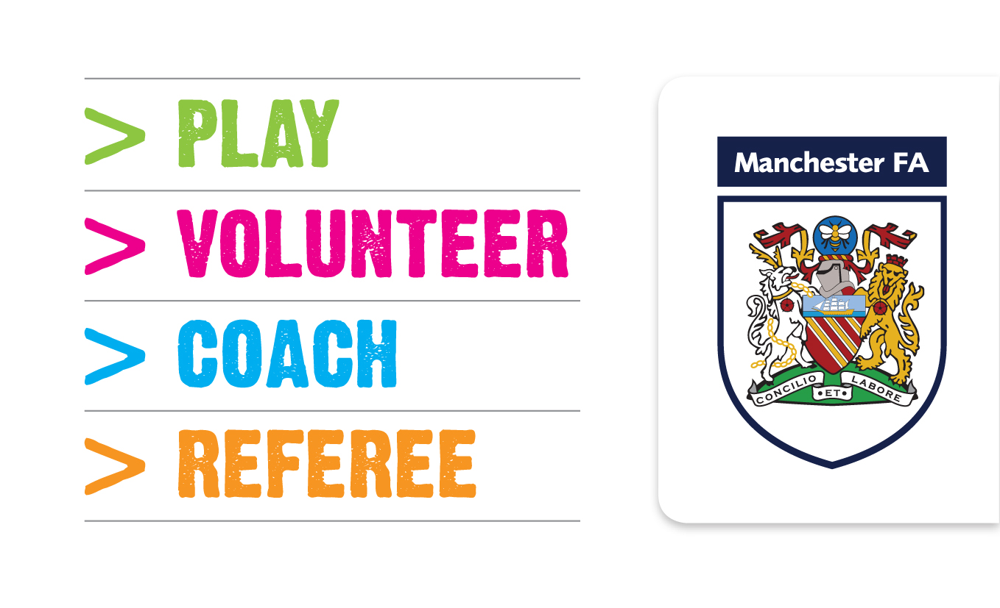 > PLAY
> VOLUNTEER
> COACH
> REFEREE
Manchester FA
CONCILIO •ET• LABORE